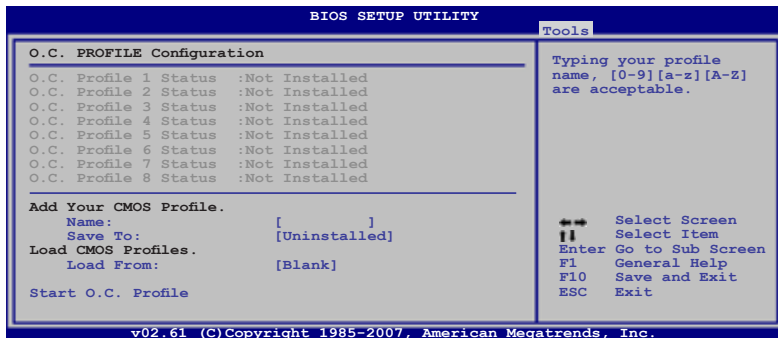 BIOS SETUP UTILITY
Tools
O.C. PROFILE Configuration
O.C. Profile 1 Status :Not Installed
O.C. Profile 2 Status :Not Installed
O.C. Profile 3 Status :Not Installed
O.C. Profile 4 Status :Not Installed
O.C. Profile 5 Status :Not Installed
O.C. Profile 6 Status :Not Installed
O.C. Profile 7 Status :Not Installed
O.C. Profile 8 Status :Not Installed
Add Your CMOS Profile.
Name: [ ]
Save To: [Uninstalled]
Load CMOS Profiles.
Load From: [Blank]
Start O.C. Profile
Typing your profile
name, [0-9][a-z][A-Z]
are acceptable.
←→ Select Screen
↑↓ Select Item
Enter Go to Sub Screen
F1 General Help
F10 Save and Exit
ESC Exit
v02.61 (C)Copyright 1985-2007, American Megatrends, Inc.